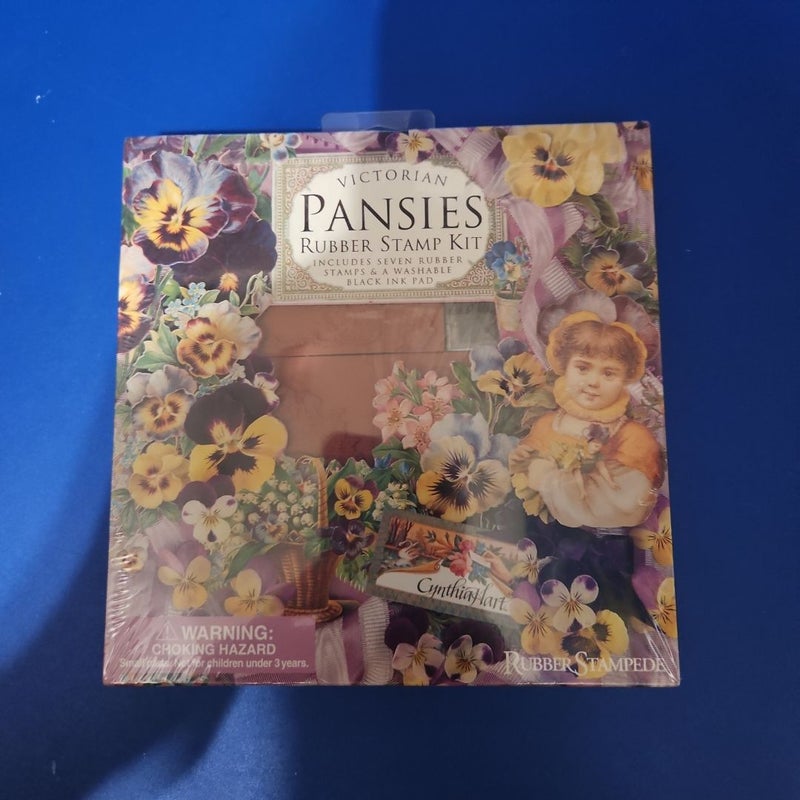 VICTORIAN
PANSIES
RUBBER STAMP KIT
INCLUDES SEVEN RUBBER
STAMPS & A WASHABLE
BLACK INK PAD
Cynthia Hart
WARNING:
CHOKING HAZARD
Small parts. Not for children under 3 years.
RUBBER STAMPEDE